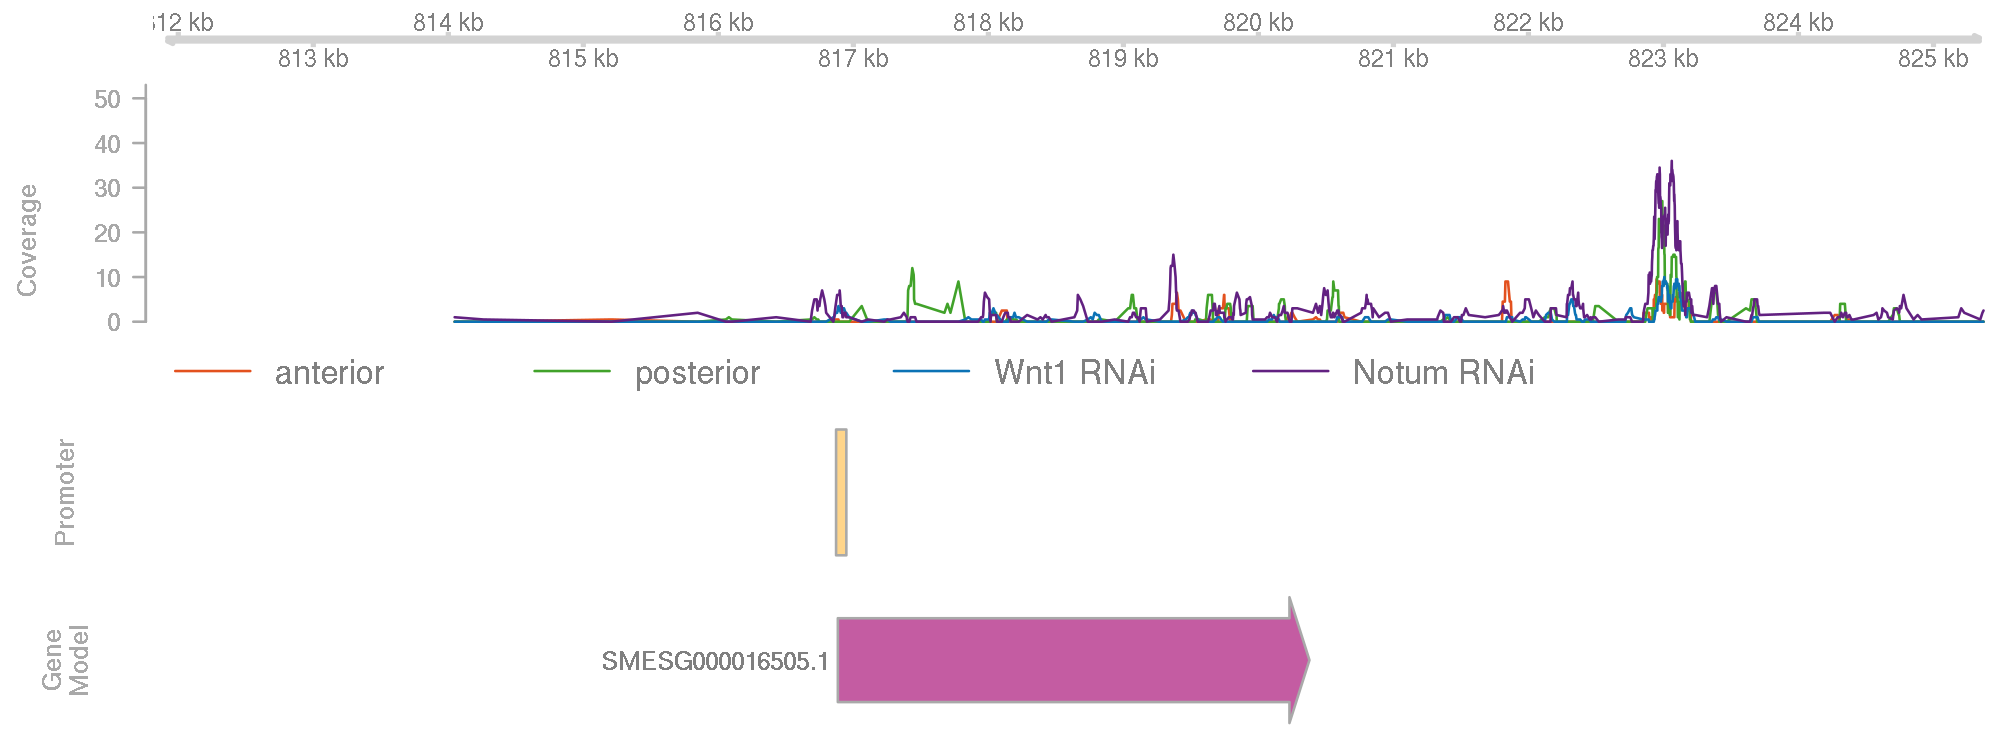 12 kb 814 kb 816 kb 818 kb 820 kb 822 kb 824 kb
813 kb 815 kb 817 kb 819 kb 821 kb 823 kb 825 kb
50
40
30
20
10
0
Coverage
anterior posterior Wnt1 RNAi Notum RNAi
Promoter
Gene
Model
SMESG000016505.1